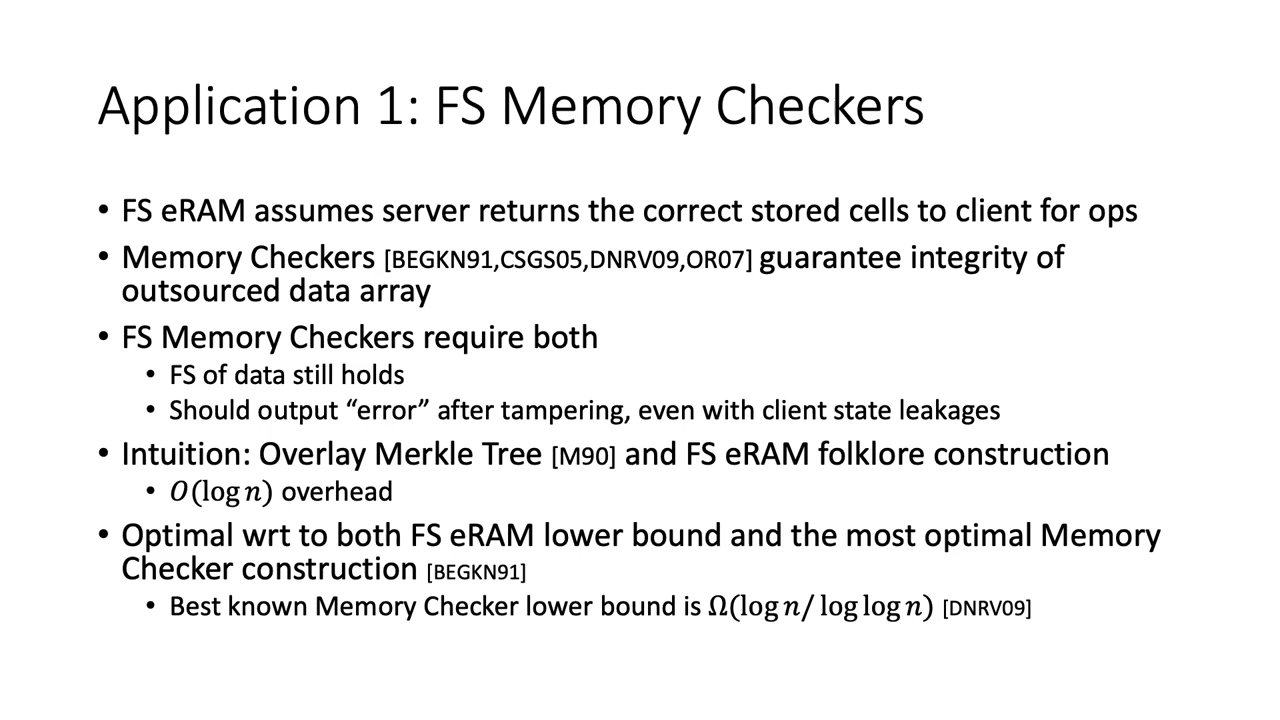 Application 1: FS Memory Checkers
• FS eRAM assumes server returns the correct stored cells to client for ops
• Memory Checkers [BEGKN91,CSGS05,DNRV09,OR07] guarantee integrity of
outsourced data array
• FS Memory Checkers require both
• FS of data still holds
• Should output “error” after tampering, even with client state leakages
• Intuition: Overlay Merkle Tree [M90] and FS eRAM folklore construction
• O(log n) overhead
• Optimal wrt to both FS eRAM lower bound and the most optimal Memory
Checker construction [BEGKN91]
• Best known Memory Checker lower bound is Ω(log n/ log log n) [DNRV09]